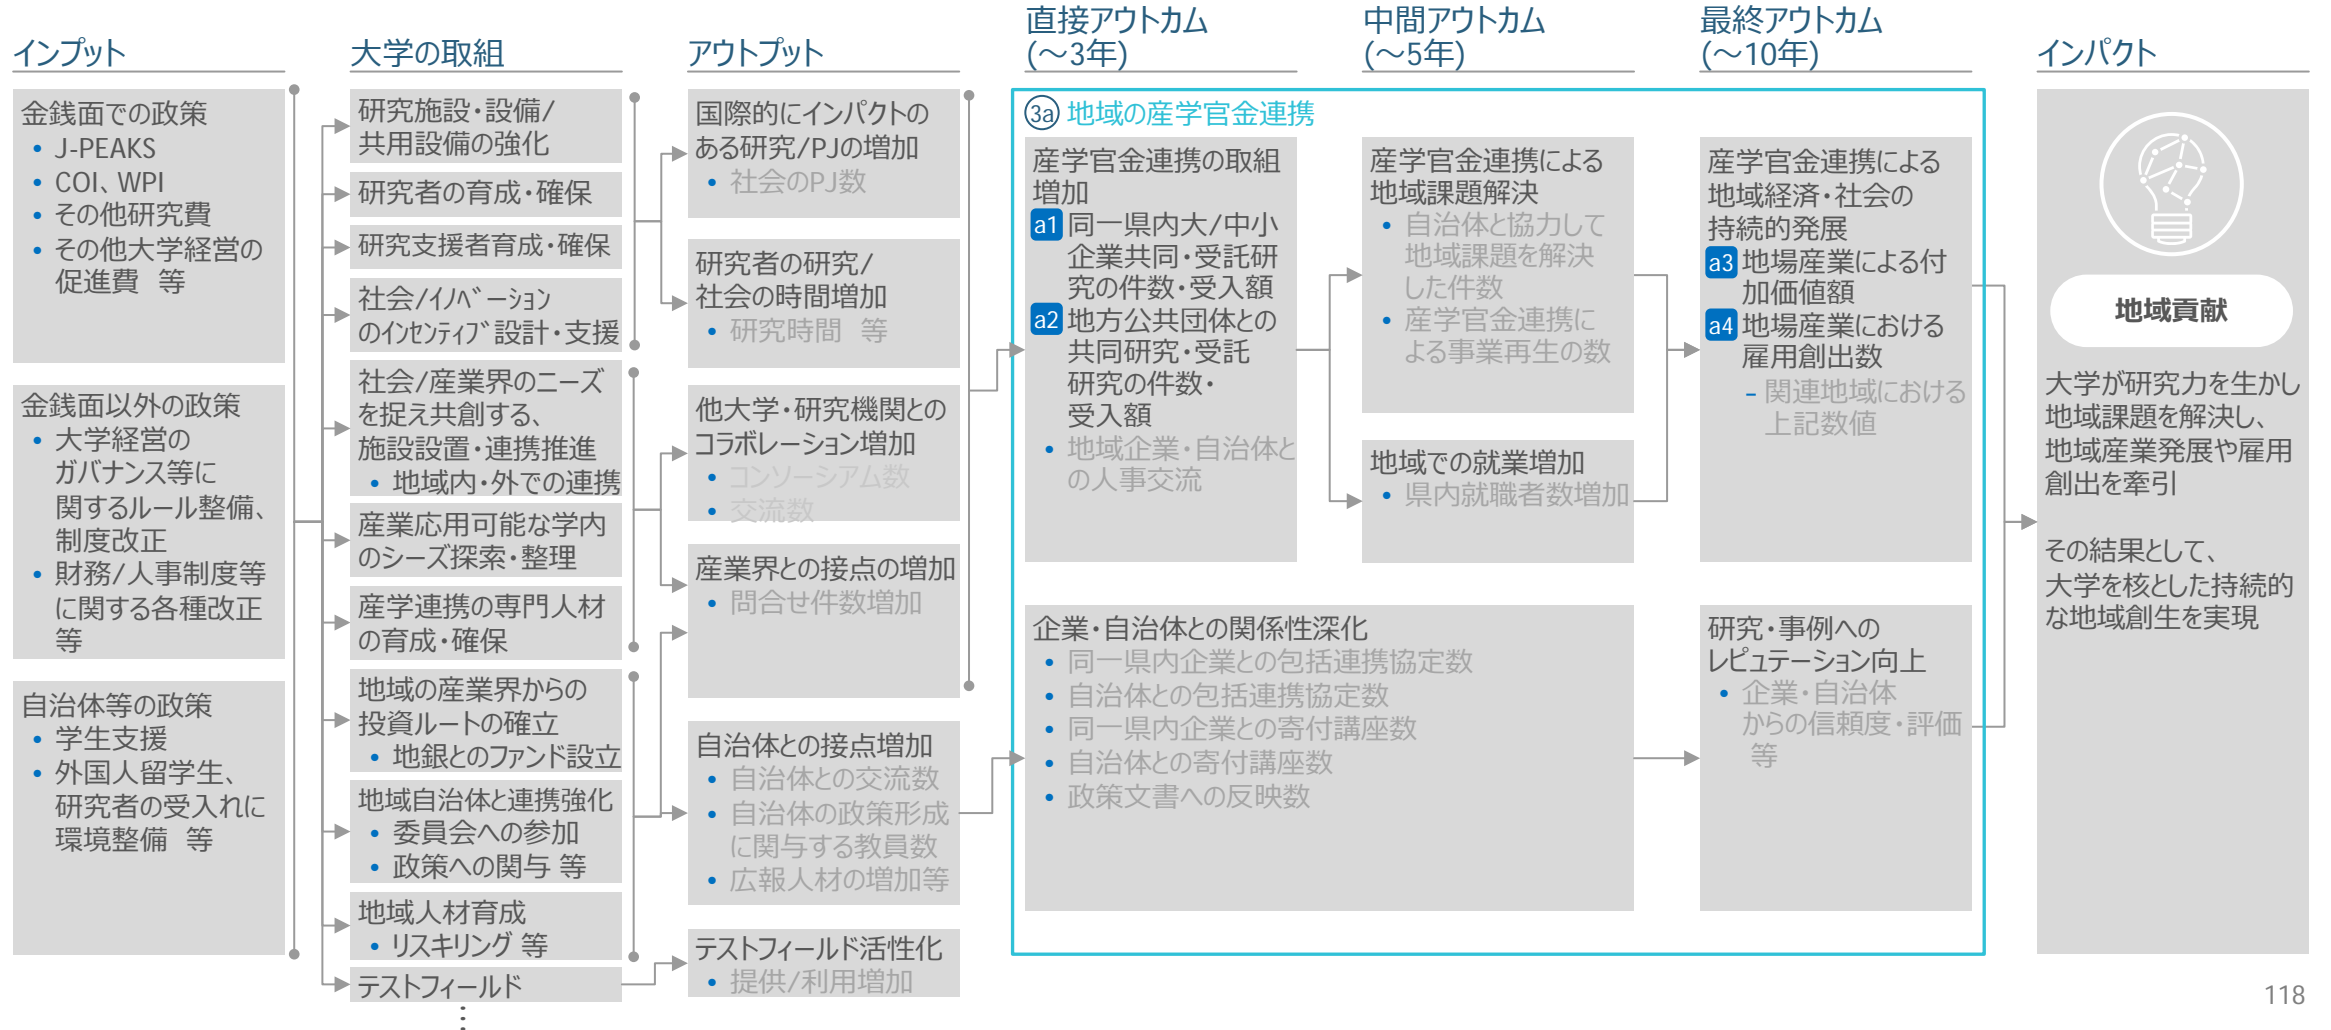 インプット
金銭面での政策
• J-PEAKS
• COI、WPI
• その他研究費
• その他大学経営の
促進費　等
金銭面以外の政策
• 大学経営の
ガバナンス等に
関するルール整備、
制度改正
• 財務/人事制度等
に関する各種改正
等
自治体等の政策
• 学生支援
• 外国人留学生、
研究者の受入れに
環境整備　等
大学の取組
研究施設・設備/
共用設備の強化
研究者の育成・確保
研究支援者育成・確保
社会/イノベーション
のインセンティブ設計・支援
社会/産業界のニーズ
を捉え共創する、
施設設置・連携推進
• 地域内・外での連携
産業応用可能な学内
のシーズ探索・整理
産学連携の専門人材
の育成・確保
地域の産業界からの
投資ルートの確立
• 地銀とのファンド設立
地域自治体と連携強化
• 委員会への参加
• 政策への関与 等
地域人材育成
• リスキリング 等
テストフィールド
⋮
アウトプット
国際的にインパクトの
ある研究/PJの増加
• 社会のPJ数
研究者の研究/
社会の時間増加
• 研究時間　等
他大学・研究機関との
コラボレーション増加
• コンソーシアム数
• 交流数
産業界との接点の増加
• 問合せ件数増加
自治体との接点増加
• 自治体との交流数
• 自治体の政策形成
に関与する教員数
• 広報人材の増加等
テストフィールド活性化
• 提供/利用増加
直接アウトカム
(～3年)
中間アウトカム
(～5年)
最終アウトカム
(～10年)
3a 地域の産学官金連携
産学官金連携の取組
増加
a1 同一県内大/中小
企業共同・受託研
究の件数・受入額
a2 地方公共団体との
共同研究・受託
研究の件数・
受入額
• 地域企業・自治体と
の人事交流
産学官金連携による
地域課題解決
• 自治体と協力して
地域課題を解決
した件数
• 産学官金連携に
よる事業再生の数
地域での就業増加
• 県内就職者数増加
産学官金連携による
地域経済・社会の
持続的発展
a3 地場産業による付
加価値額
a4 地場産業における
雇用創出数
– 関連地域における
上記数値
企業・自治体との関係性深化
• 同一県内企業との包括連携協定数
• 自治体との包括連携協定数
• 同一県内企業との寄付講座数
• 自治体との寄付講座数
• 政策文書への反映数
研究・事例への
レピュテーション向上
• 企業・自治体
からの信頼度・評価
等
インパクト
地域貢献
大学が研究力を生かし
地域課題を解決し、
地域産業発展や雇用
創出を牽引
その結果として、
大学を核とした持続的
な地域創生を実現
118